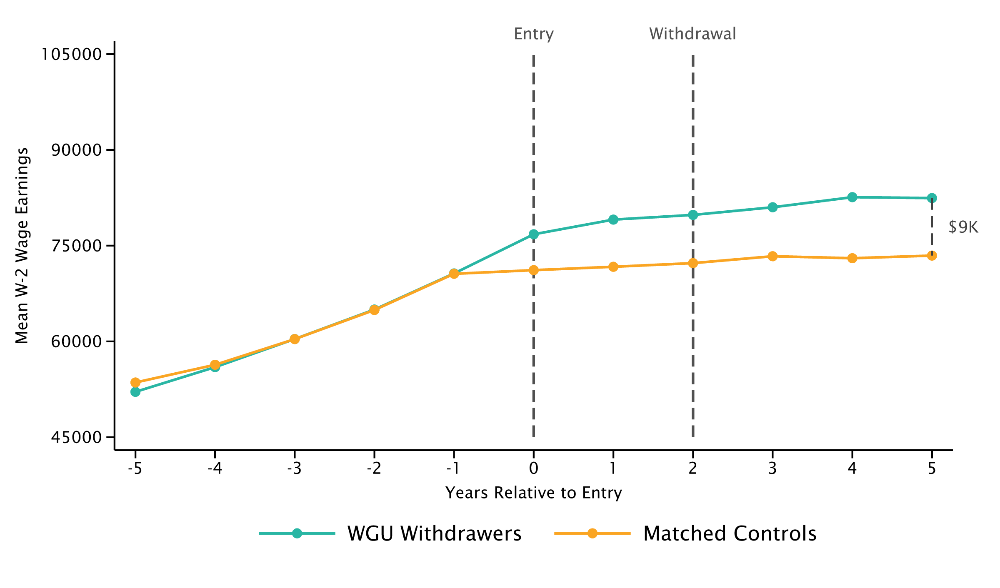 Entry
Withdrawal
105000
90000
75000
60000
45000
Mean W-2 Wage Earnings
$9K
-5
-4
-3
-2
-1
0
1
2
3
4
5
Years Relative to Entry
WGU Withdrawers
Matched Controls